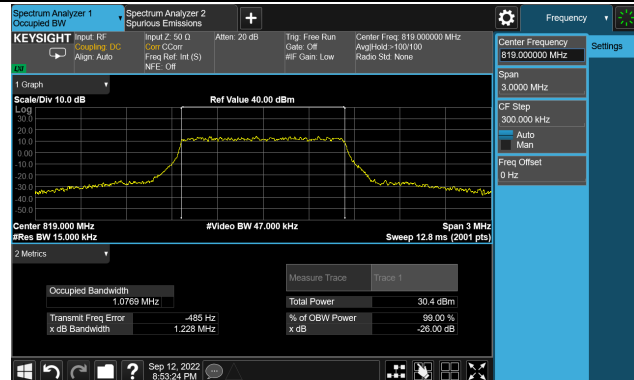 Spectrum Analyzer 1
Occupied BW
Spectrum Analyzer 2
Spurious Emissions
+
Frequency
KEYSIGHT
Input: RF
Coupling: DC
Align: Auto
Input Z: 50 Ω
Corr CCorr
Freq Ref: Int (S)
NFE: Off
Atten: 20 dB
Trig: Free Run
Gate: Off
#IF Gain: Low
Center Freq: 819.000000 MHz
Avg|Hold:>100/100
Radio Std: None
LXI
Center Frequency
819.000000 MHz
Settings
Span
3.0000 MHz
CF Step
300.000 kHz
Auto
Man
Freq Offset
0 Hz
1 Graph
Scale/Div 10.0 dB
Ref Value 40.00 dBm
Log
30.0
20.0
10.0
0.00
-10.0
-20.0
-30.0
-40.0
-50.0
Center 819.000 MHz
#Video BW 47.000 kHz
Span 3 MHz
#Res BW 15.000 kHz
Sweep 12.8 ms (2001 pts)
2 Metrics
Measure Trace
Trace 1
Occupied Bandwidth
1.0769 MHz
Total Power
30.4 dBm
Transmit Freq Error
-485 Hz
% of OBW Power
99.00 %
x dB Bandwidth
1.228 MHz
x dB
-26.00 dB
?
Sep 12, 2022
8:53:24 PM